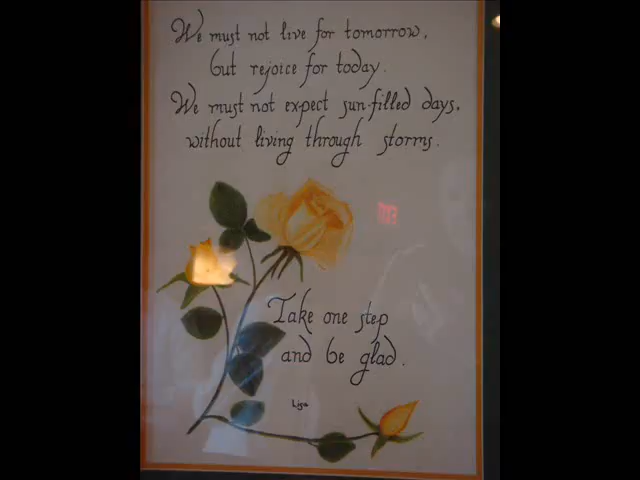 We must not live for tomorrow,
but rejoice for today.
We must not expect sun-filled days,
without living through storms.
Take one step
and be glad.
Lisa